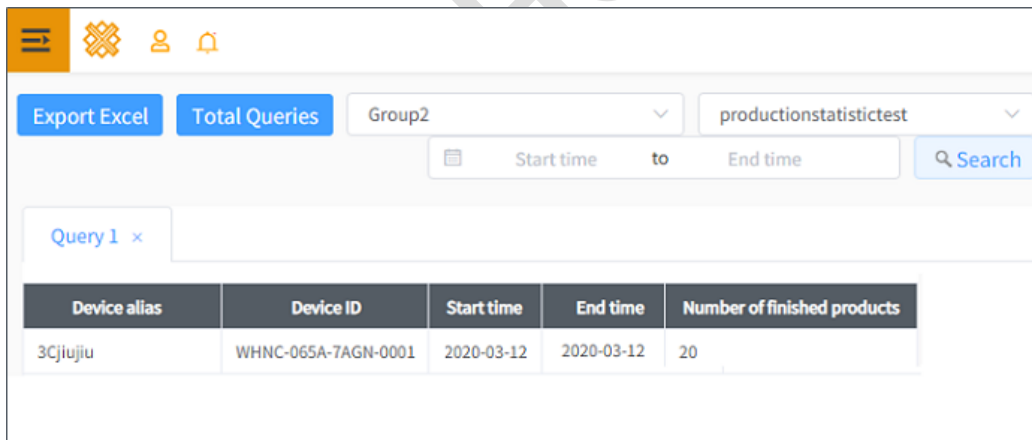 Export Excel Total Queries Group2 productionstatistictest
Start time to End time Search
Query 1 ×
Device alias Device ID Start time End time Number of finished products
3Cjiujiu WHNC-065A-7AGN-0001 2020-03-12 2020-03-12 20